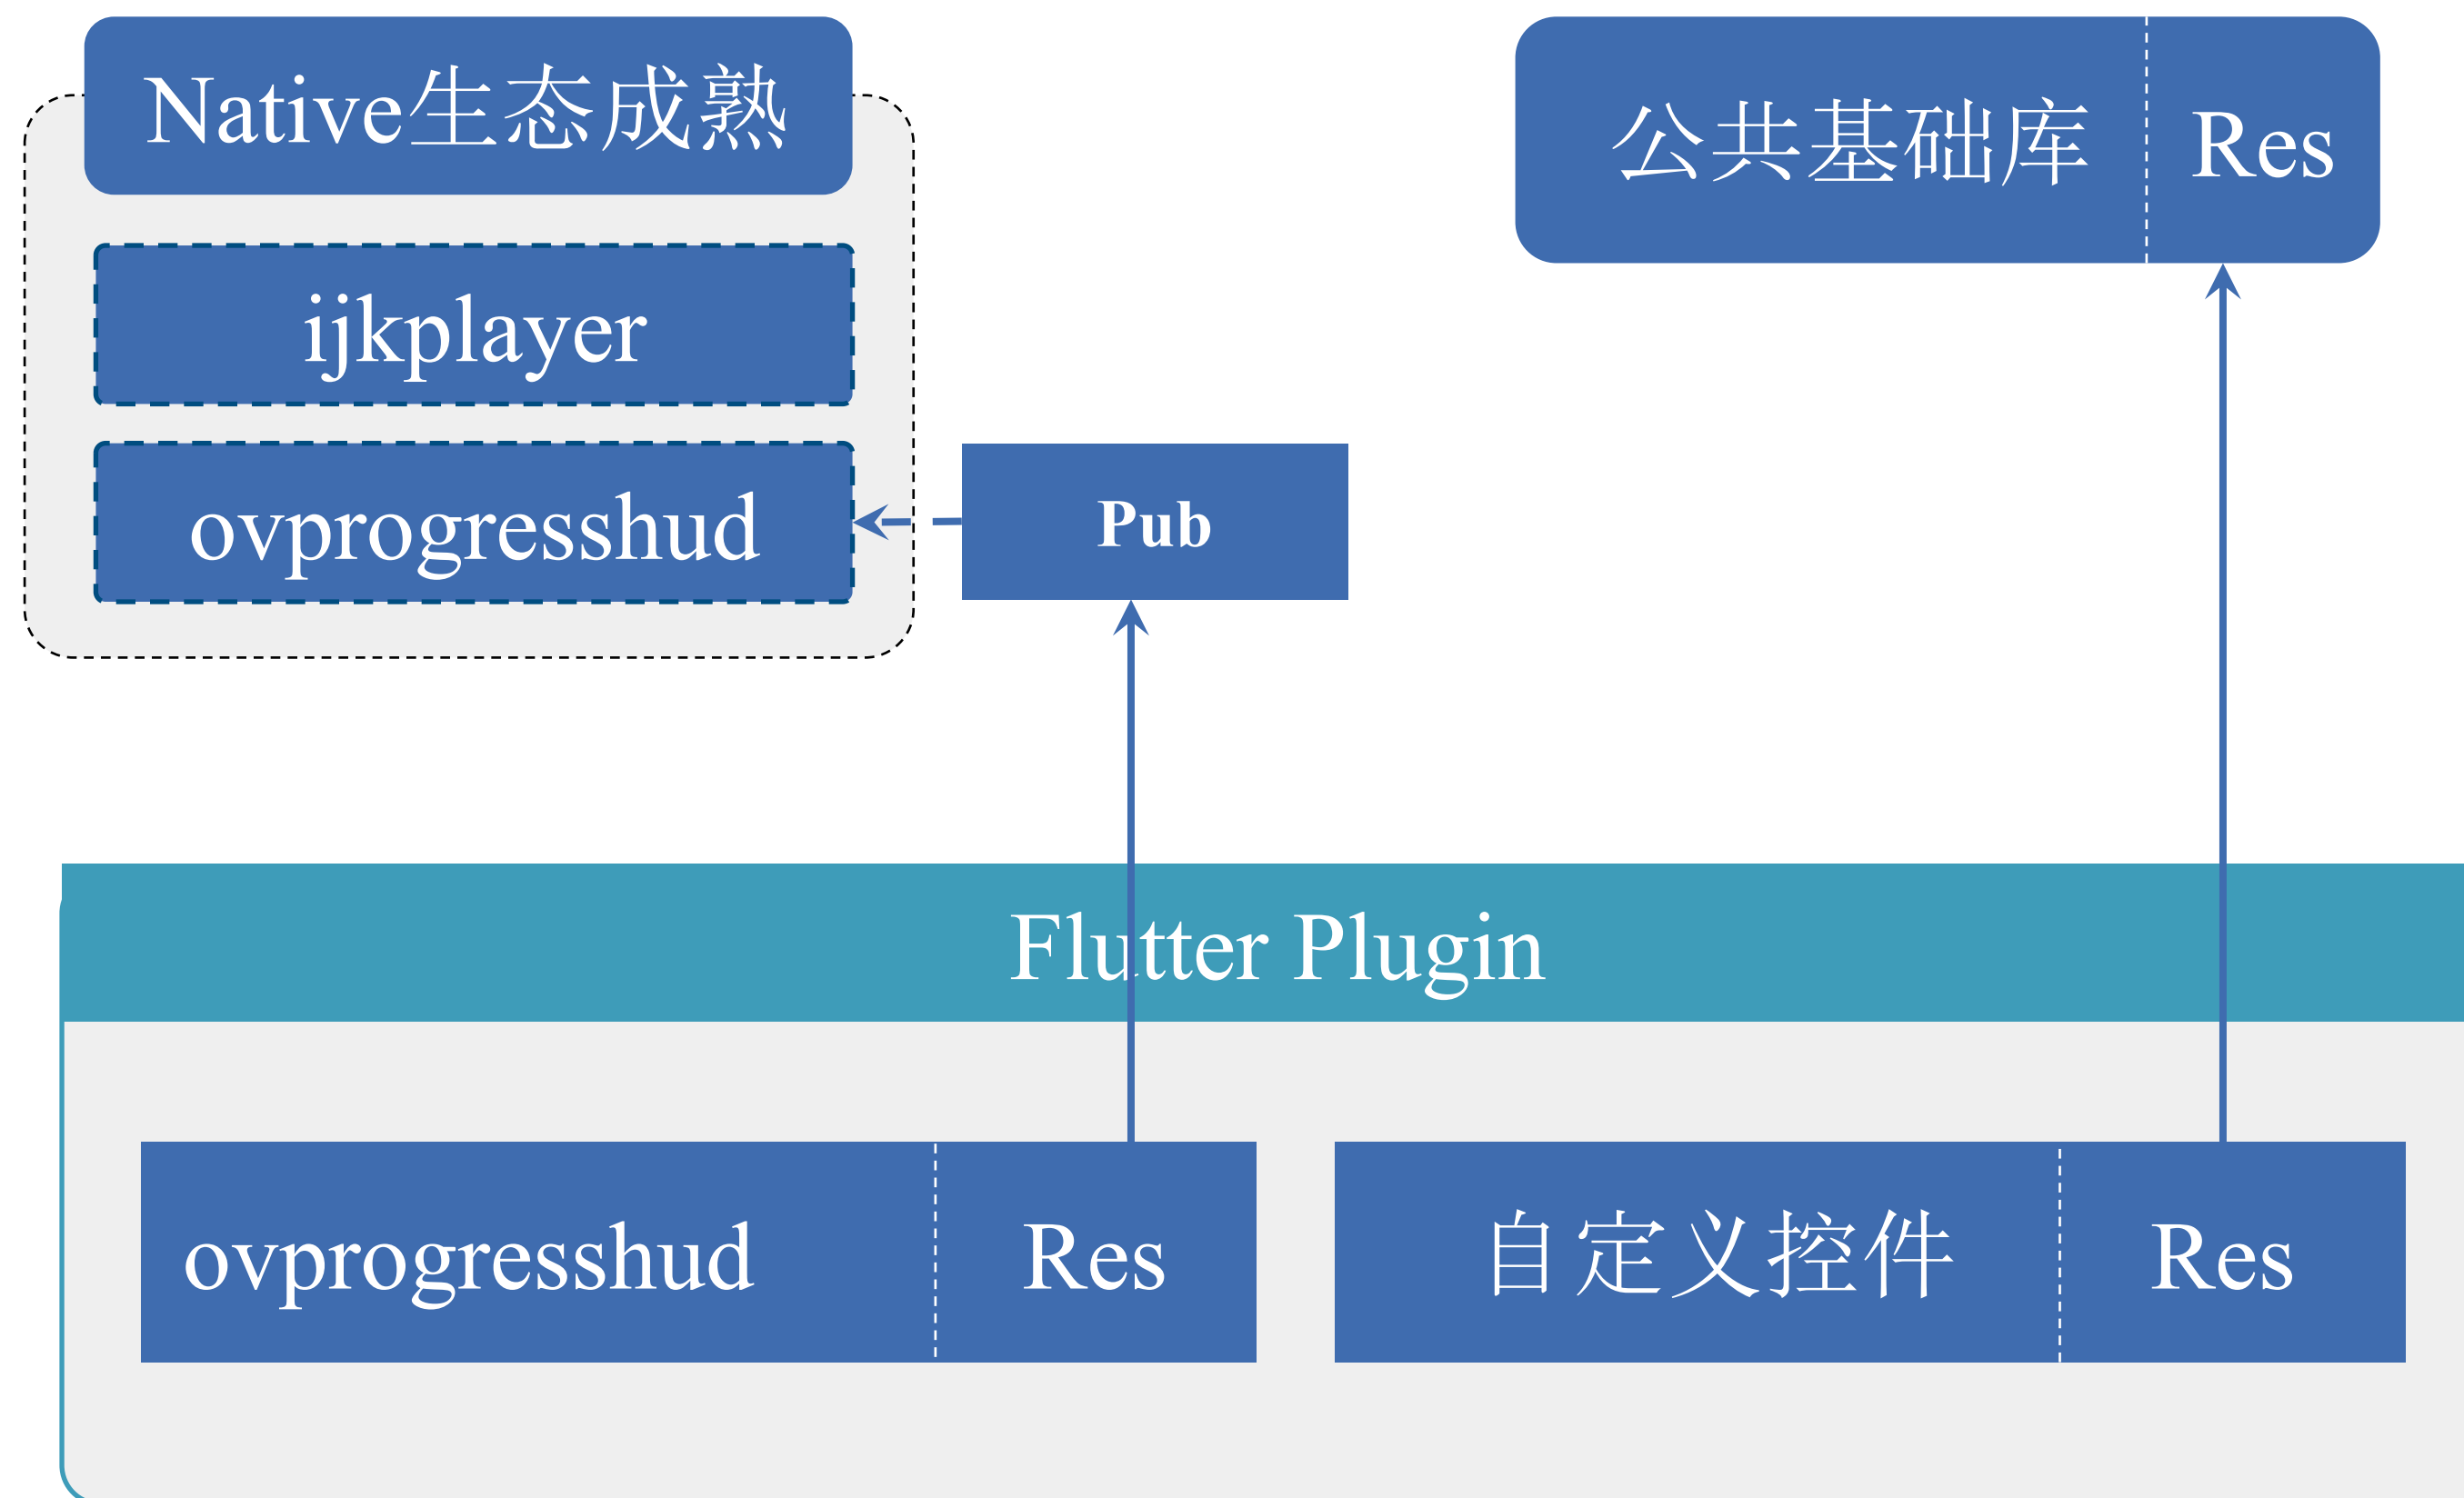 Native生态成熟
ijkplayer
ovprogresshud
Pub
公共基础库
Res
Flutter Plugin
ovprogresshud
Res
自定义控件
Res